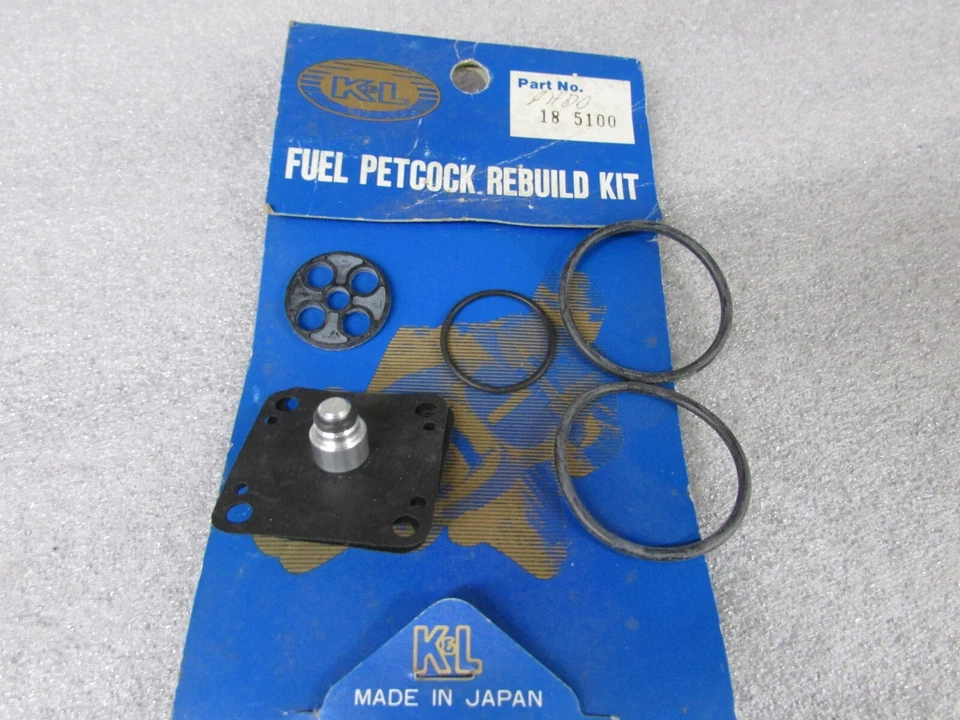 K&L
Part No.
18 5100
FUEL PETCOCK REBUILD KIT
K&L
MADE IN JAPAN